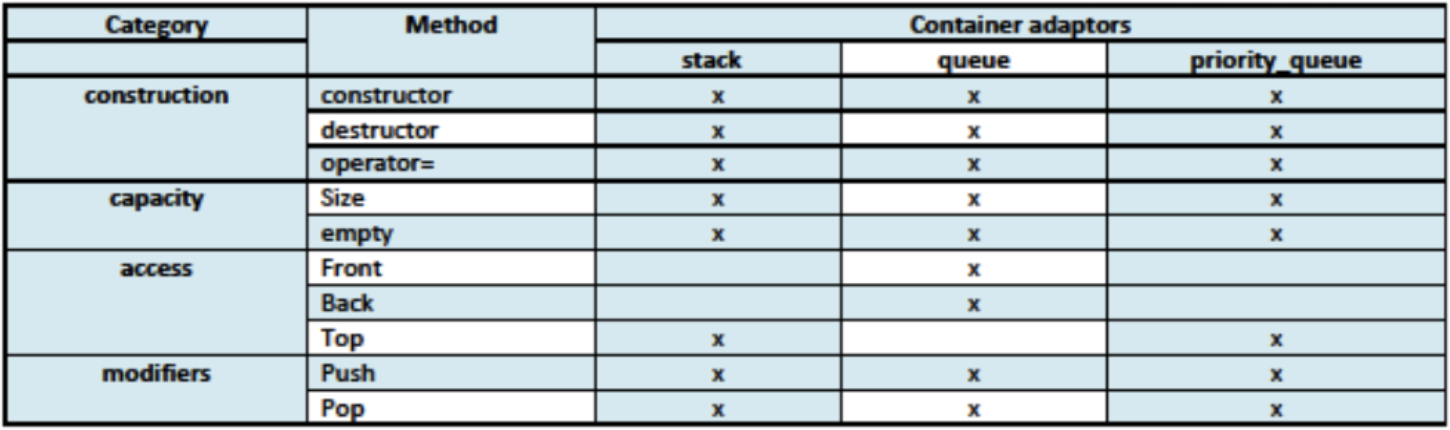 Category Method Container adaptors
stack queue priority_queue
construction constructor x x x
destructor x x x
operator= x x x
capacity Size x x x
empty x x x
access Front x
Back x
Top x x
modifiers Push x x x
Pop x x x